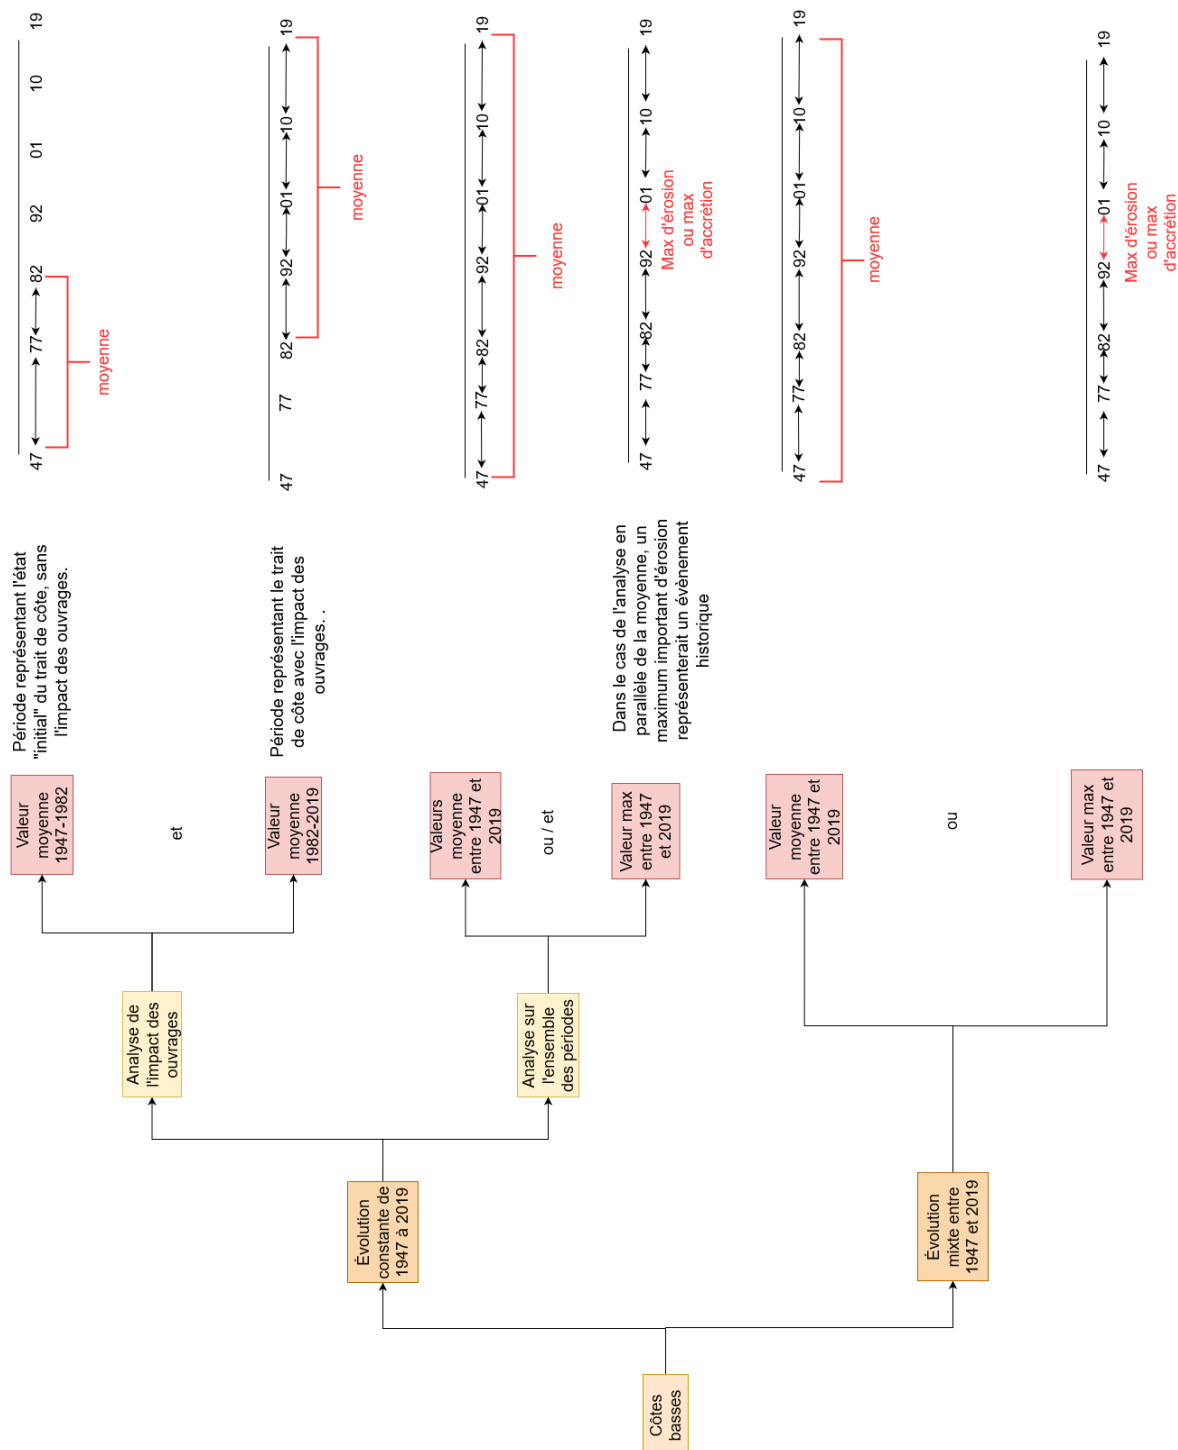 Côtes
basses
Évolution
constante de
1947 à 2019
Évolution
mixte entre
1947 et 2019
Analyse de
l'impact des
ouvrages
Analyse sur
l'ensemble
des périodes
Valeur
moyenne
1947-1982
et
Valeur
moyenne
1982-2019
Valeurs
moyenne
entre 1947 et
2019
ou / et
Valeur max
entre 1947
et 2019
Valeur
moyenne
entre 1947 et
2019
ou
Valeur max
entre 1947 et
2019
Période représentant l'état
"initial" du trait de côte, sans
l'impact des ouvrages.
Période représentant le trait
de côte avec l'impact des
ouvrages. .
Dans le cas de l'analyse en
parallèle de la moyenne, un
maximum important d'érosion
représenterait un évènement
historique
47 77 82 92 01 10 19
moyenne
47 77 82 92 01 10 19
moyenne
47 77 82 92 01 10 19
moyenne
47 77 82 92 01 10 19
Max d'érosion
ou max
d'accrétion
47 77 82 92 01 10 19
moyenne
47 77 82 92 01 10 19
Max d'érosion
ou max
d'accrétion